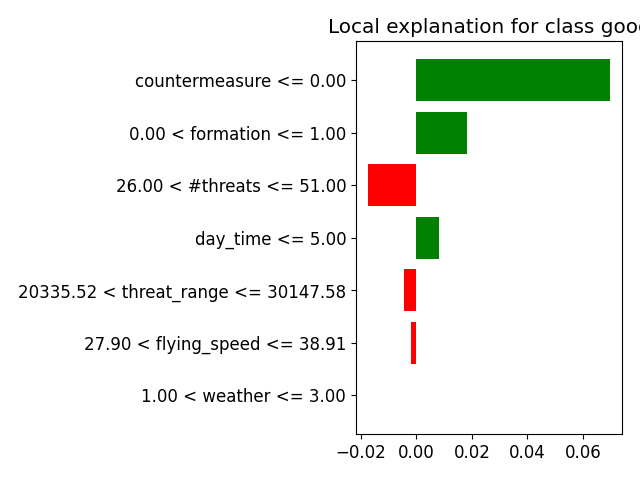 Local explanation for class good
countermeasure <= 0.00
0.00 < formation <= 1.00
26.00 < #threats <= 51.00
day_time <= 5.00
20335.52 < threat_range <= 30147.58
27.90 < flying_speed <= 38.91
1.00 < weather <= 3.00
−0.02 0.00 0.02 0.04 0.06